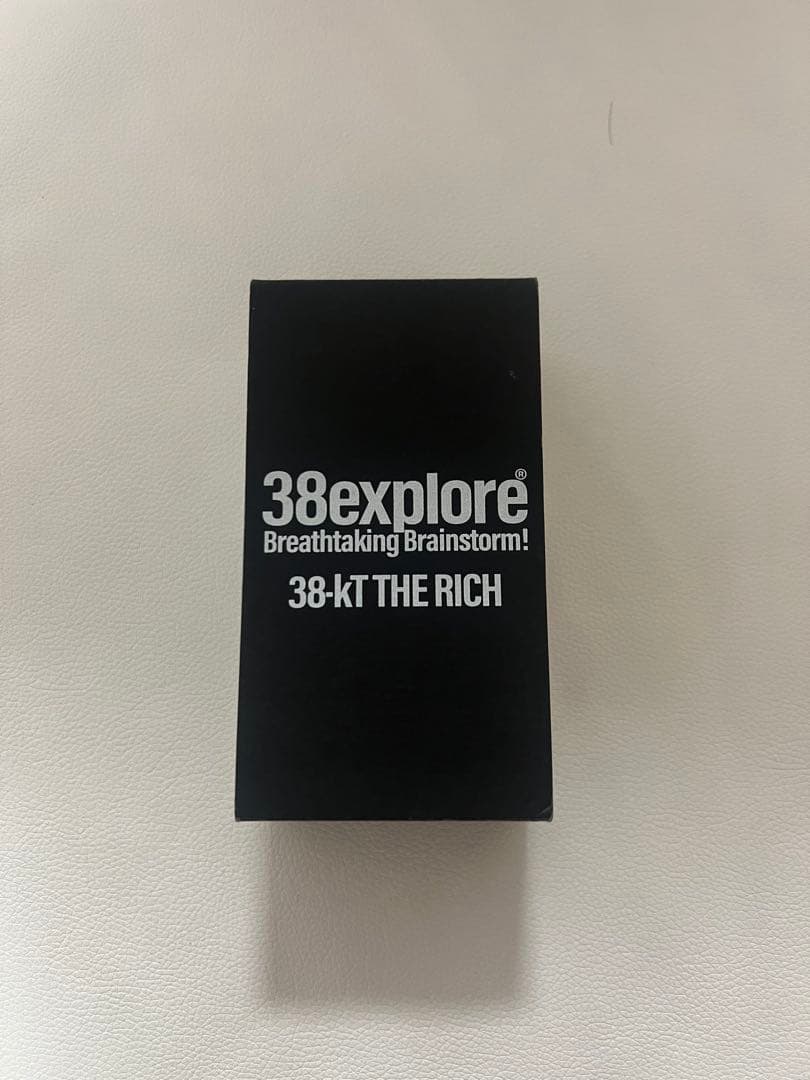 38explore®
Breathtaking Brainstorm!
38-kT THE RICH